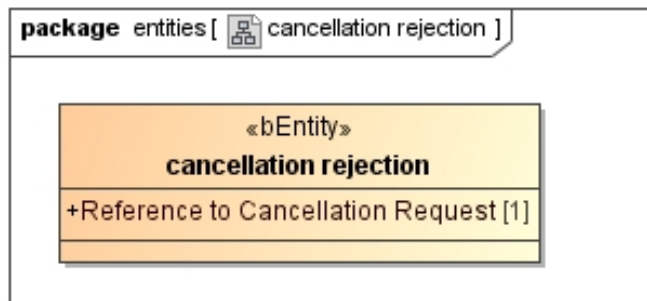 package entities [ cancellation rejection ]
«bEntity»
cancellation rejection
+Reference to Cancellation Request [1]